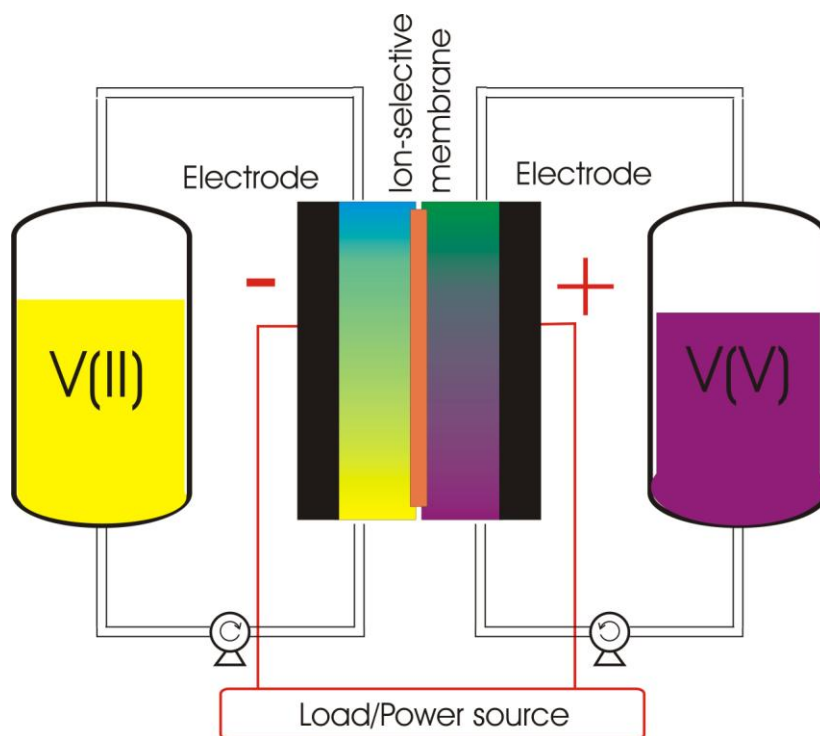 Ion-selective
membrane
Electrode
Electrode
-
+
V(II)
V(V)
Load/Power source